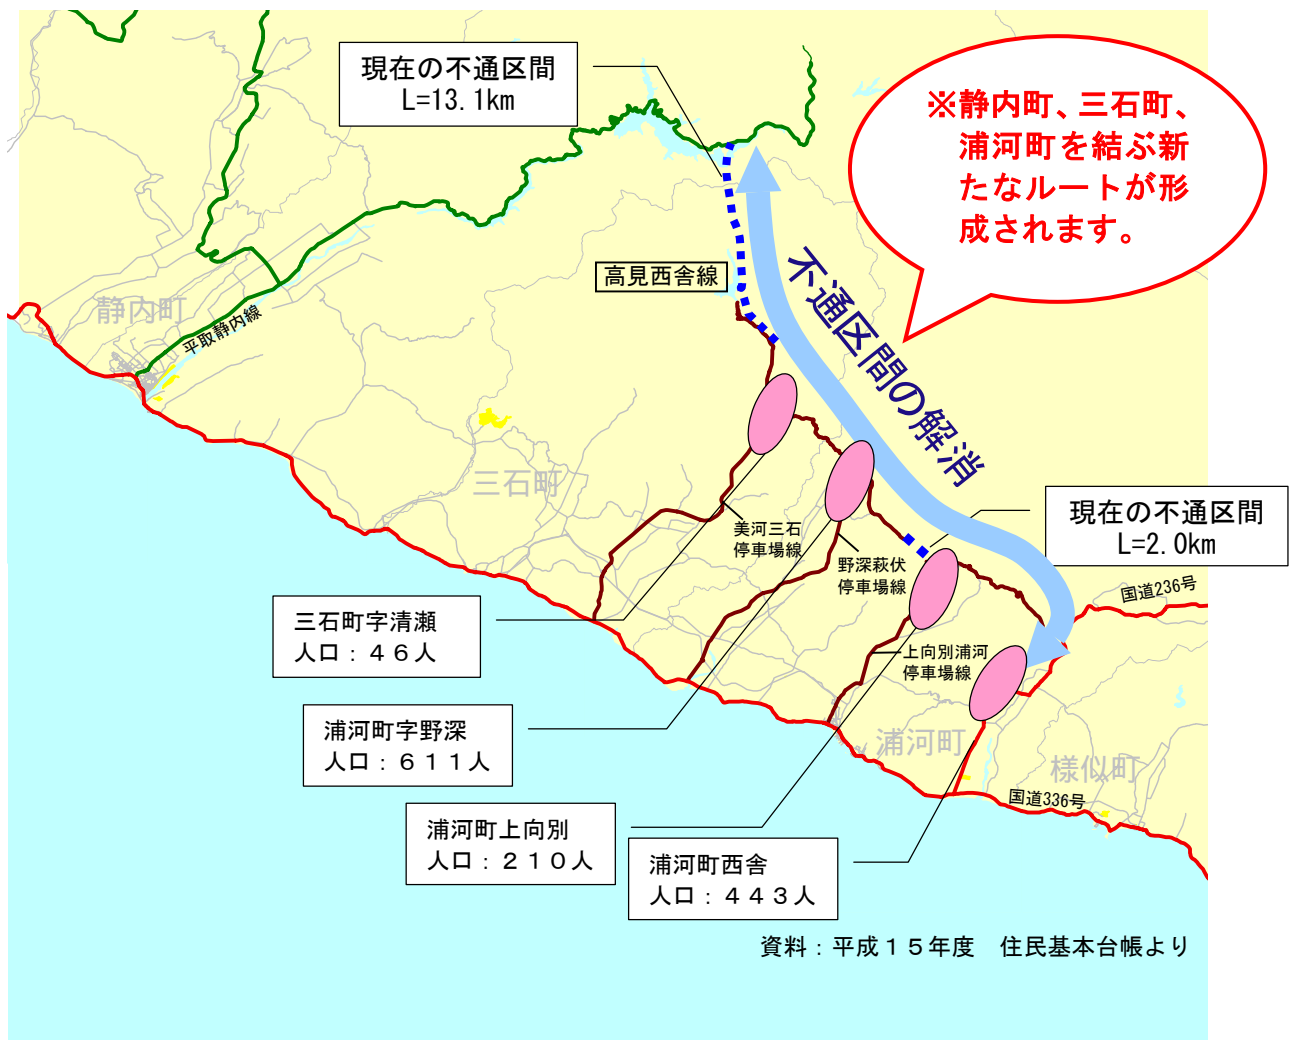 現在の不通区間
L=13.1km
※静内町、三石町、
浦河町を結ぶ新
たなルートが形
成されます。
高見西舎線
不通区間の解消
静内町
平取静内線
三石町
美河三石
停車場線
野深萩伏
停車場線
現在の不通区間
L=2.0km
国道236号
三石町字清瀬
人口：４６人
上向別浦河
停車場線
浦河町字野深
人口：６１１人
浦河町
様似町
国道336号
浦河町上向別
人口：２１０人
浦河町西舎
人口：４４３人
資料：平成１５年度　住民基本台帳より